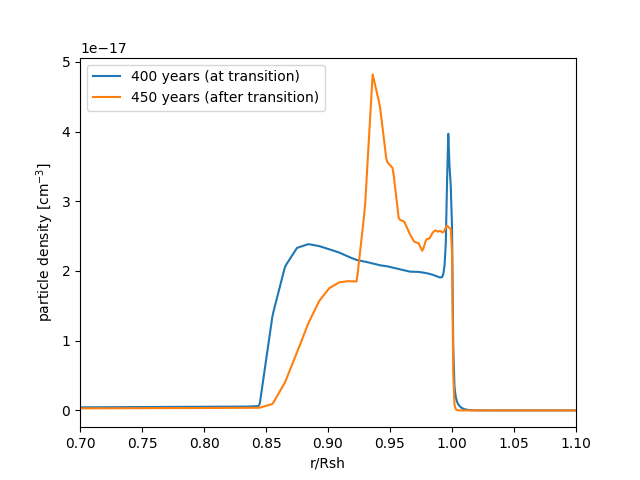 1e−17
400 years (at transition)
450 years (after transition)
particle density [cm⁻³]
5
4
3
2
1
0
0.70 0.75 0.80 0.85 0.90 0.95 1.00 1.05 1.10
r/Rsh